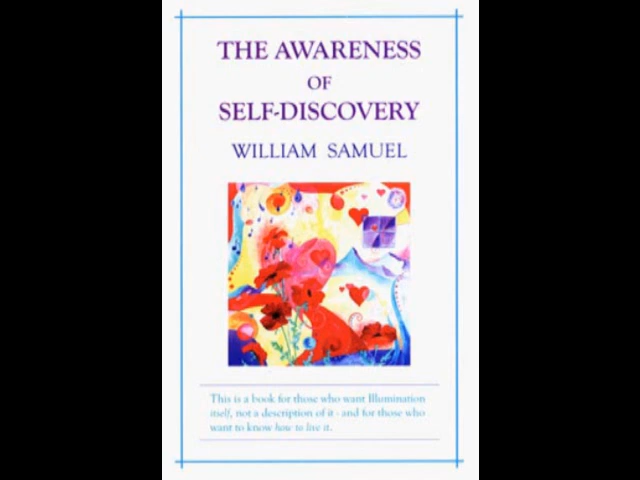 THE AWARENESS
OF
SELF-DISCOVERY
WILLIAM SAMUEL
This is a book for those who want Illumination
itself, not a description of it - and for those who
want to know how to live it.